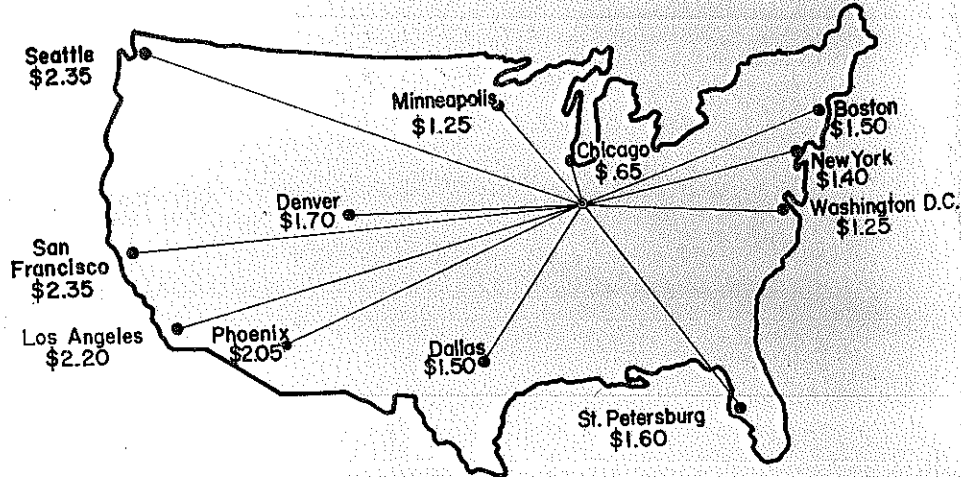 Seattle
$2.35
Minneapolis
$1.25
Chicago
$.65
Boston
$1.50
New York
$1.40
Washington D.C.
$1.25
Denver
$1.70
San
Francisco
$2.35
Los Angeles
$2.20
Phoenix
$2.05
Dallas
$1.50
St. Petersburg
$1.60